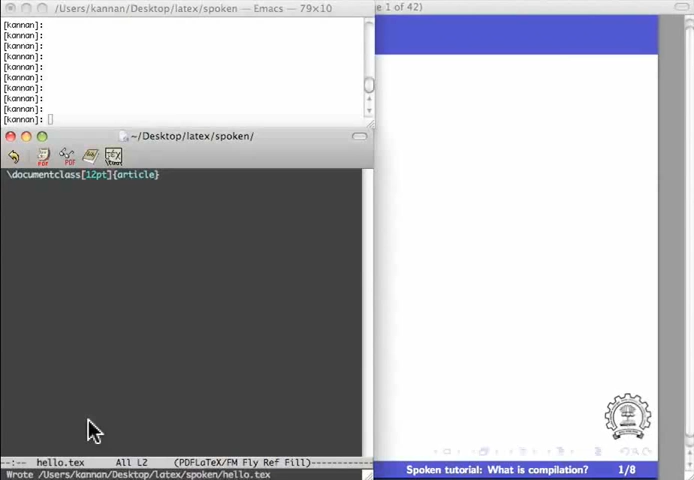 /Users/kannan/Desktop/latex/spoken — Emacs — 79×10
[kannan]:
[kannan]:
[kannan]:
[kannan]:
[kannan]:
[kannan]:
[kannan]:
[kannan]:
[kannan]:
[kannan]:
~/Desktop/latex/spoken/
\documentclass[12pt]{article}
--:-- hello.tex All LZ (PDFLaTeX/FM Fly Ref Fill)
Wrote /Users/kannan/Desktop/latex/spoken/hello.tex
1 of 42)
Spoken tutorial: What is compilation? 1/8